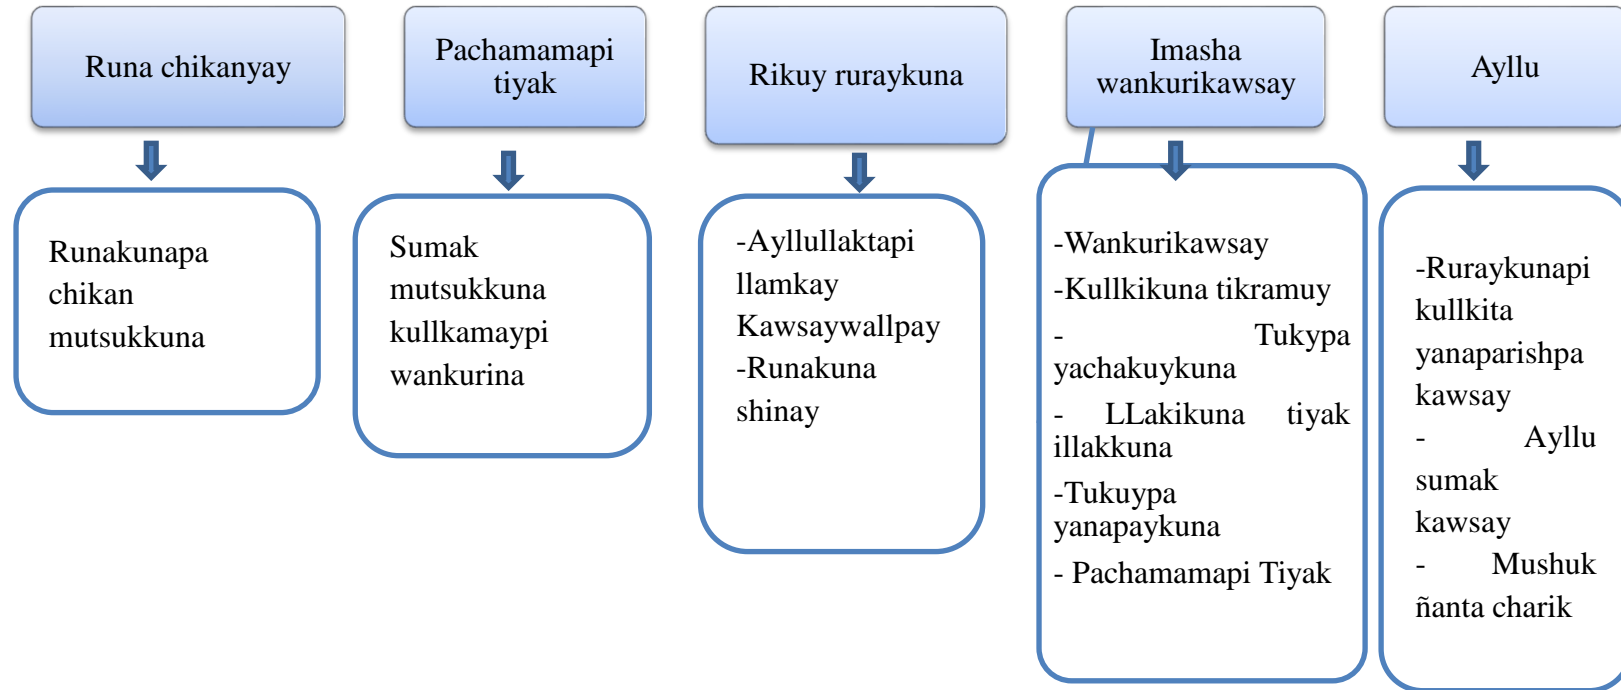 Runa chikanyay
Pachamamapi
tiyak
Rikuy ruraykuna
Imasha
wankurikawsay
Ayllu
Runakunapa
chikan
mutsukkuna
Sumak
mutsukkuna
kullkamaypi
wankurina
-Ayllullaktapi
llamkay
Kawsaywallpay
-Runakuna
shinay
-Wankurikawsay
-Kullkikuna tikramuy
- Tukypa
yachakuykuna
- LLakikuna tiyak
illakkuna
-Tukuypa
yanapaykuna
- Pachamamapi Tiyak
-Ruraykunapi
kullkita
yanaparishpa
kawsay
- Ayllu
sumak
kawsay
- Mushuk
ñanta charik